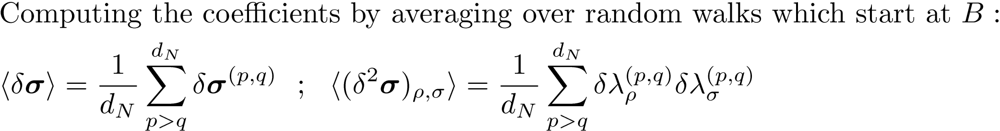 Computing the coefficients by averaging over random walks which start at $B$ :
$\langle \delta \boldsymbol{\sigma} \rangle = \frac{1}{d_N} \sum_{p>q}^{d_N} \delta \boldsymbol{\sigma}^{(p,q)} \;\; ; \;\; \langle (\delta^2 \boldsymbol{\sigma})_{\rho,\sigma} \rangle = \frac{1}{d_N} \sum_{p>q}^{d_N} \delta \lambda_{\rho}^{(p,q)} \delta \lambda_{\sigma}^{(p,q)}$